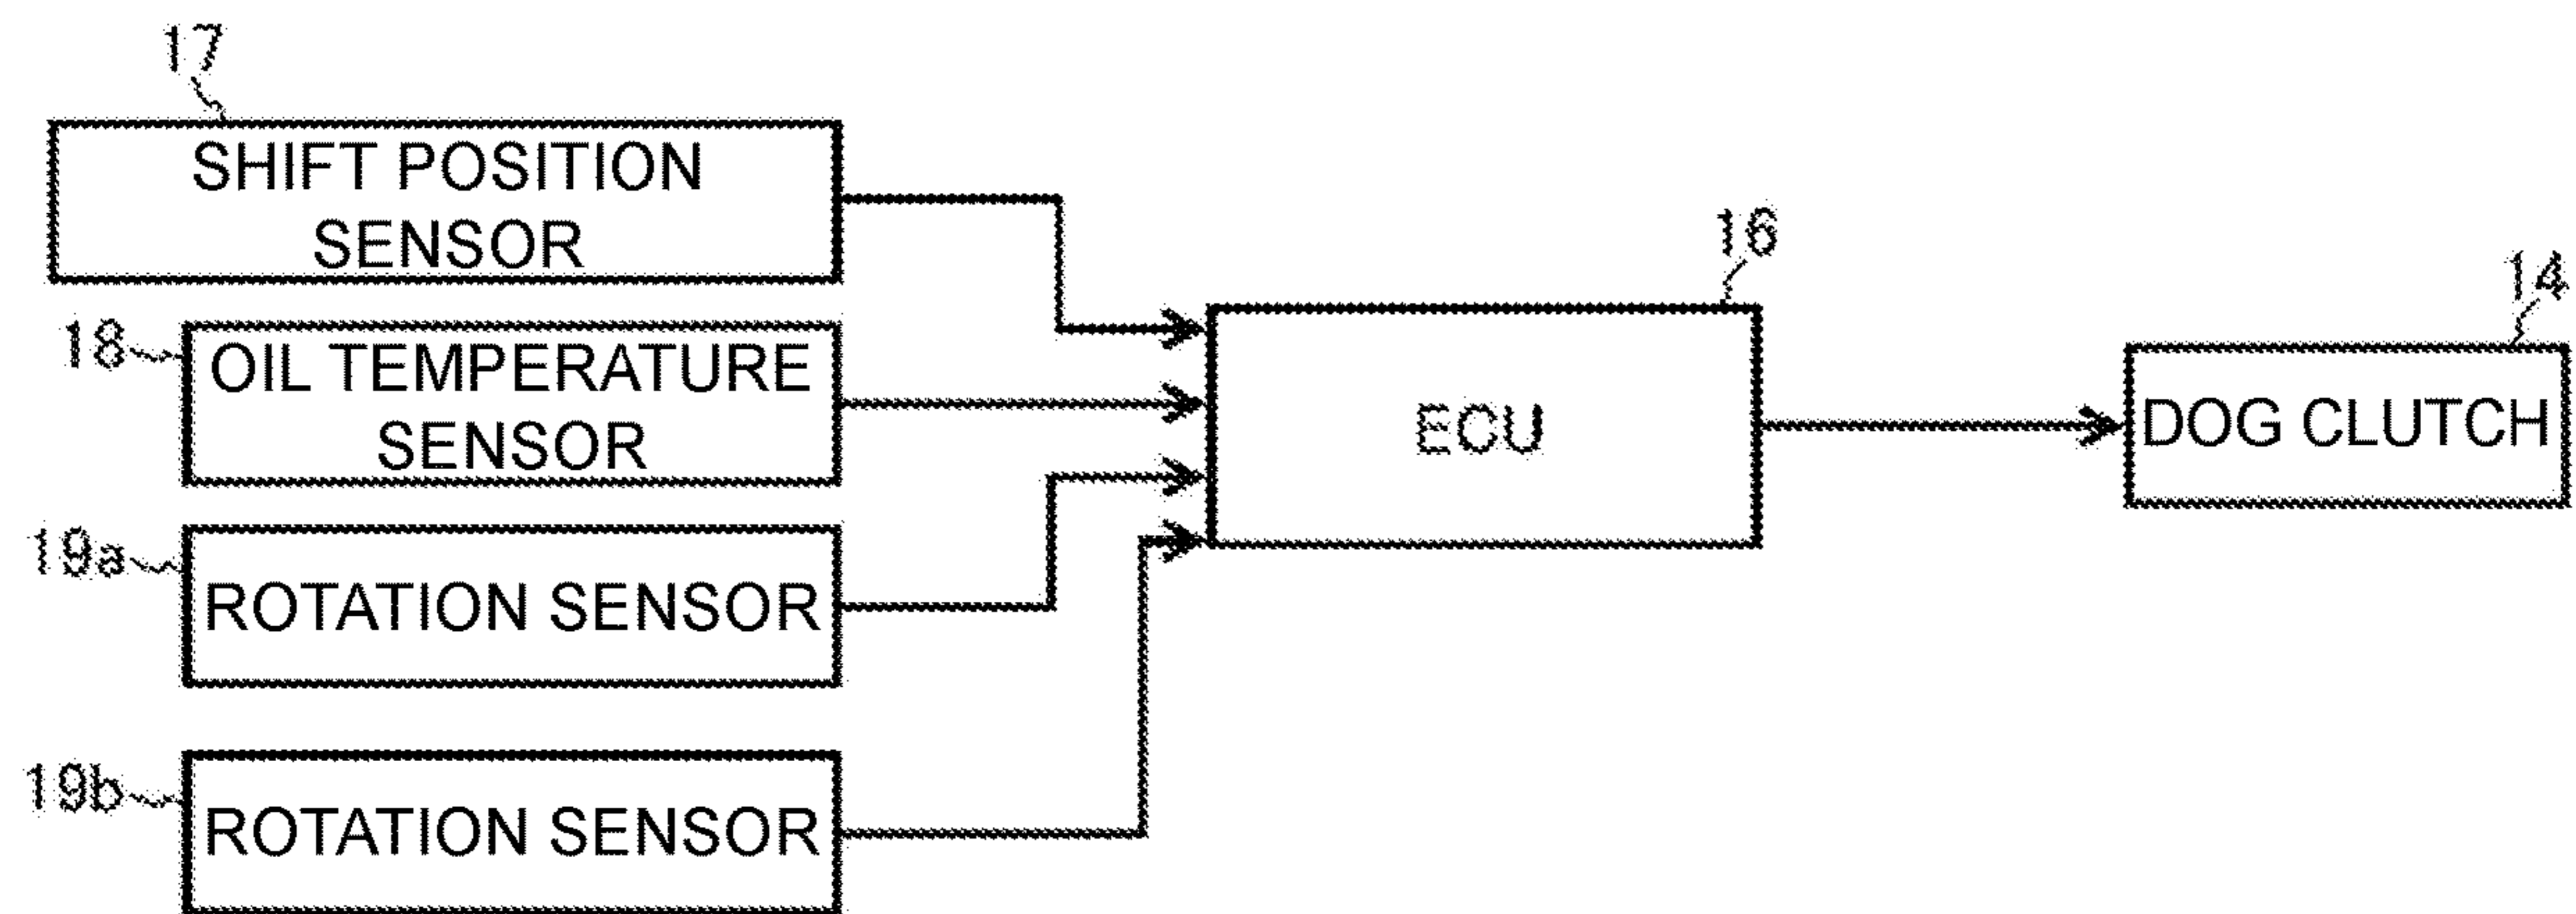 17
SHIFT POSITION
SENSOR
18
OIL TEMPERATURE
SENSOR
19a
ROTATION SENSOR
19b
ROTATION SENSOR
16
ECU
14
DOG CLUTCH